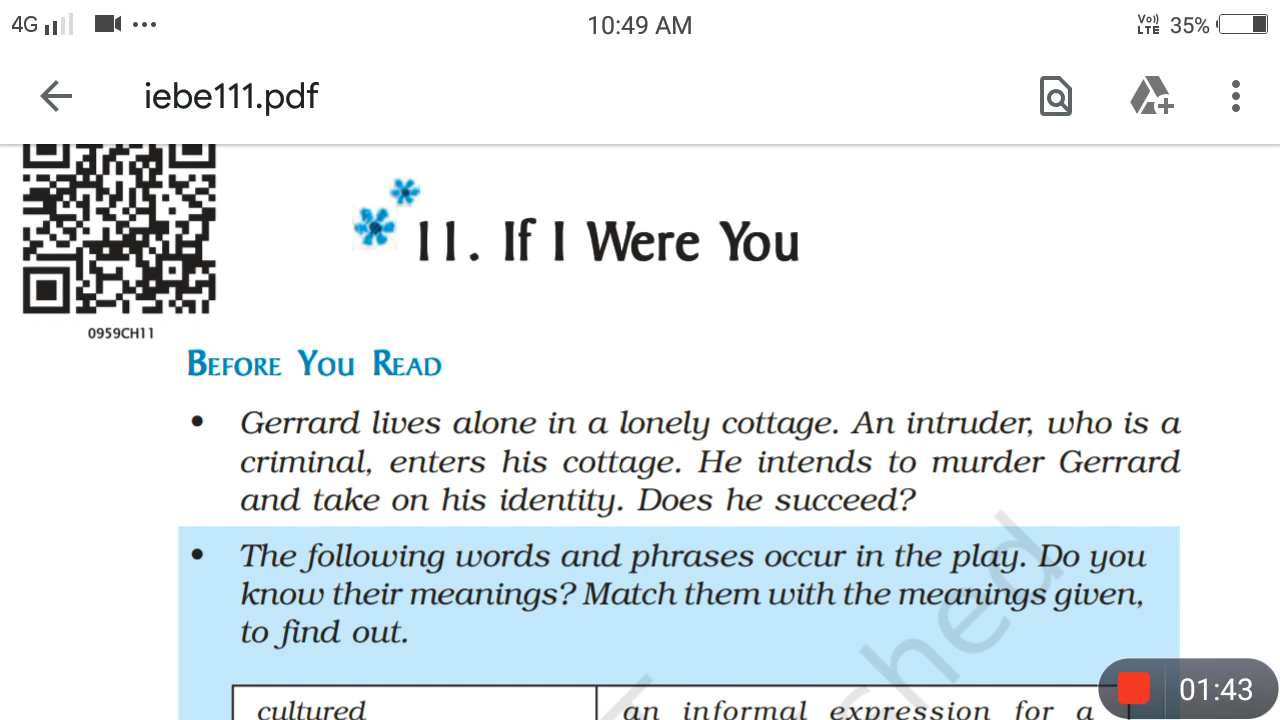 4G ... 10:49 AM Vo)) LTE 35%
iebe111.pdf
11. If I Were You
0959CH11
BEFORE YOU READ
• Gerrard lives alone in a lonely cottage. An intruder, who is a
criminal, enters his cottage. He intends to murder Gerrard
and take on his identity. Does he succeed?
• The following words and phrases occur in the play. Do you
know their meanings? Match them with the meanings given,
to find out.
cultured an informal expression for a
01:43